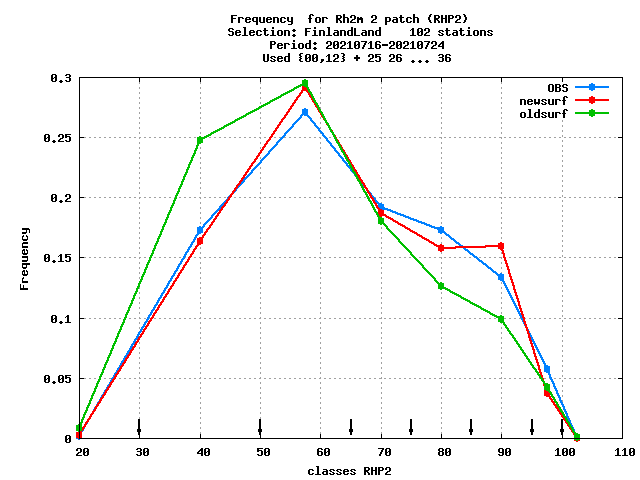 Frequency  for Rh2m 2 patch (RHP2)
Selection: FinlandLand    102 stations
Period: 20210716-20210724
Used {00,12} + 25 26 ... 36
0.3
0.25
0.2
0.15
0.1
0.05
0
OBS
newsurf
oldsurf
Frequency
20 30 40 50 60 70 80 90 100 110
classes RHP2